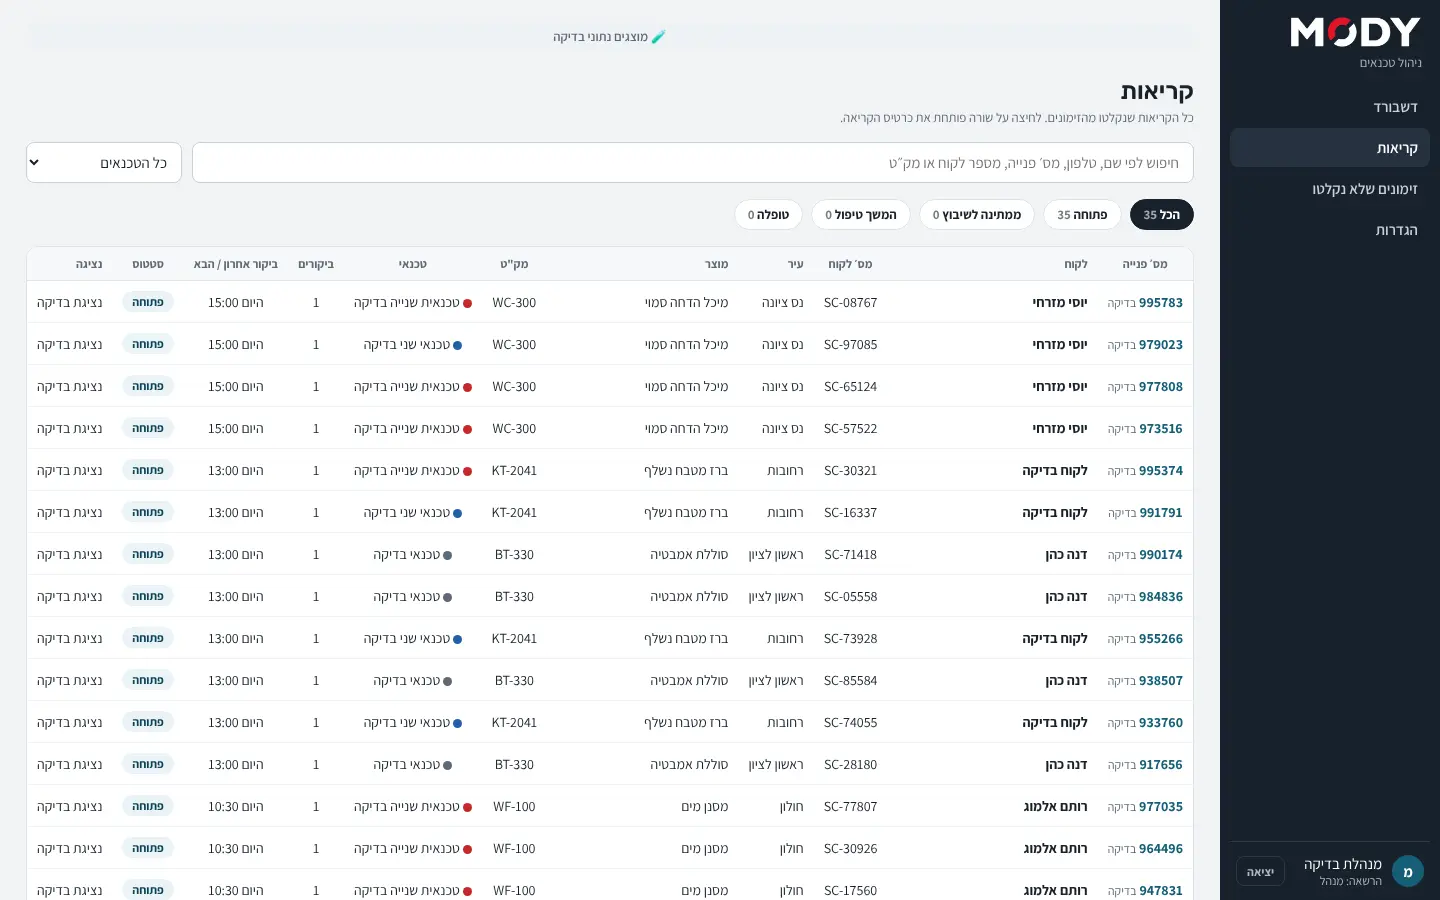 MODY
ניהול טכנאים
דשבורד
קריאות
זימונים שלא נקלטו
הגדרות
מ
מנהלת בדיקה
הרשאה: מנהל
יציאה
🧪 מוצגים נתוני בדיקה
קריאות
כל הקריאות שנקלטו מהזימונים. לחיצה על שורה פותחת את כרטיס הקריאה.
חיפוש לפי שם, טלפון, מס׳ פנייה, מספר לקוח או מק״ט
כל הטכנאים
הכל 35 פתוחה 35 ממתינה לשיבוץ 0 המשך טיפול 0 טופלה 0
מס׳ פנייה לקוח מס׳ לקוח עיר מוצר מק"ט טכנאי ביקורים ביקור אחרון / הבא סטטוס נציגה
995783 בדיקה יוסי מזרחי SC-08767 נס ציונה מיכל הדחה סמוי WC-300 טכנאית שנייה בדיקה 1 היום 15:00 פתוחה נציגת בדיקה
979023 בדיקה יוסי מזרחי SC-97085 נס ציונה מיכל הדחה סמוי WC-300 טכנאי שני בדיקה 1 היום 15:00 פתוחה נציגת בדיקה
977808 בדיקה יוסי מזרחי SC-65124 נס ציונה מיכל הדחה סמוי WC-300 טכנאית שנייה בדיקה 1 היום 15:00 פתוחה נציגת בדיקה
973516 בדיקה יוסי מזרחי SC-57522 נס ציונה מיכל הדחה סמוי WC-300 טכנאית שנייה בדיקה 1 היום 15:00 פתוחה נציגת בדיקה
995374 בדיקה לקוח בדיקה SC-30321 רחובות ברז מטבח נשלף KT-2041 טכנאית שנייה בדיקה 1 היום 13:00 פתוחה נציגת בדיקה
991791 בדיקה לקוח בדיקה SC-16337 רחובות ברז מטבח נשלף KT-2041 טכנאי שני בדיקה 1 היום 13:00 פתוחה נציגת בדיקה
990174 בדיקה דנה כהן SC-71418 ראשון לציון סוללת אמבטיה BT-330 טכנאי בדיקה 1 היום 13:00 פתוחה נציגת בדיקה
984836 בדיקה דנה כהן SC-05558 ראשון לציון סוללת אמבטיה BT-330 טכנאי בדיקה 1 היום 13:00 פתוחה נציגת בדיקה
955266 בדיקה לקוח בדיקה SC-73928 רחובות ברז מטבח נשלף KT-2041 טכנאי שני בדיקה 1 היום 13:00 פתוחה נציגת בדיקה
938507 בדיקה דנה כהן SC-85584 ראשון לציון סוללת אמבטיה BT-330 טכנאי בדיקה 1 היום 13:00 פתוחה נציגת בדיקה
933760 בדיקה לקוח בדיקה SC-74055 רחובות ברז מטבח נשלף KT-2041 טכנאי שני בדיקה 1 היום 13:00 פתוחה נציגת בדיקה
917656 בדיקה דנה כהן SC-28180 ראשון לציון סוללת אמבטיה BT-330 טכנאי בדיקה 1 היום 13:00 פתוחה נציגת בדיקה
977035 בדיקה רותם אלמוג SC-77807 חולון מסנן מים WF-100 טכנאית שנייה בדיקה 1 היום 10:30 פתוחה נציגת בדיקה
964496 בדיקה רותם אלמוג SC-30926 חולון מסנן מים WF-100 טכנאית שנייה בדיקה 1 היום 10:30 פתוחה נציגת בדיקה
947831 בדיקה רותם אלמוג SC-17560 חולון מסנן מים WF-100 טכנאית שנייה בדיקה 1 היום 10:30 פתוחה נציגת בדיקה